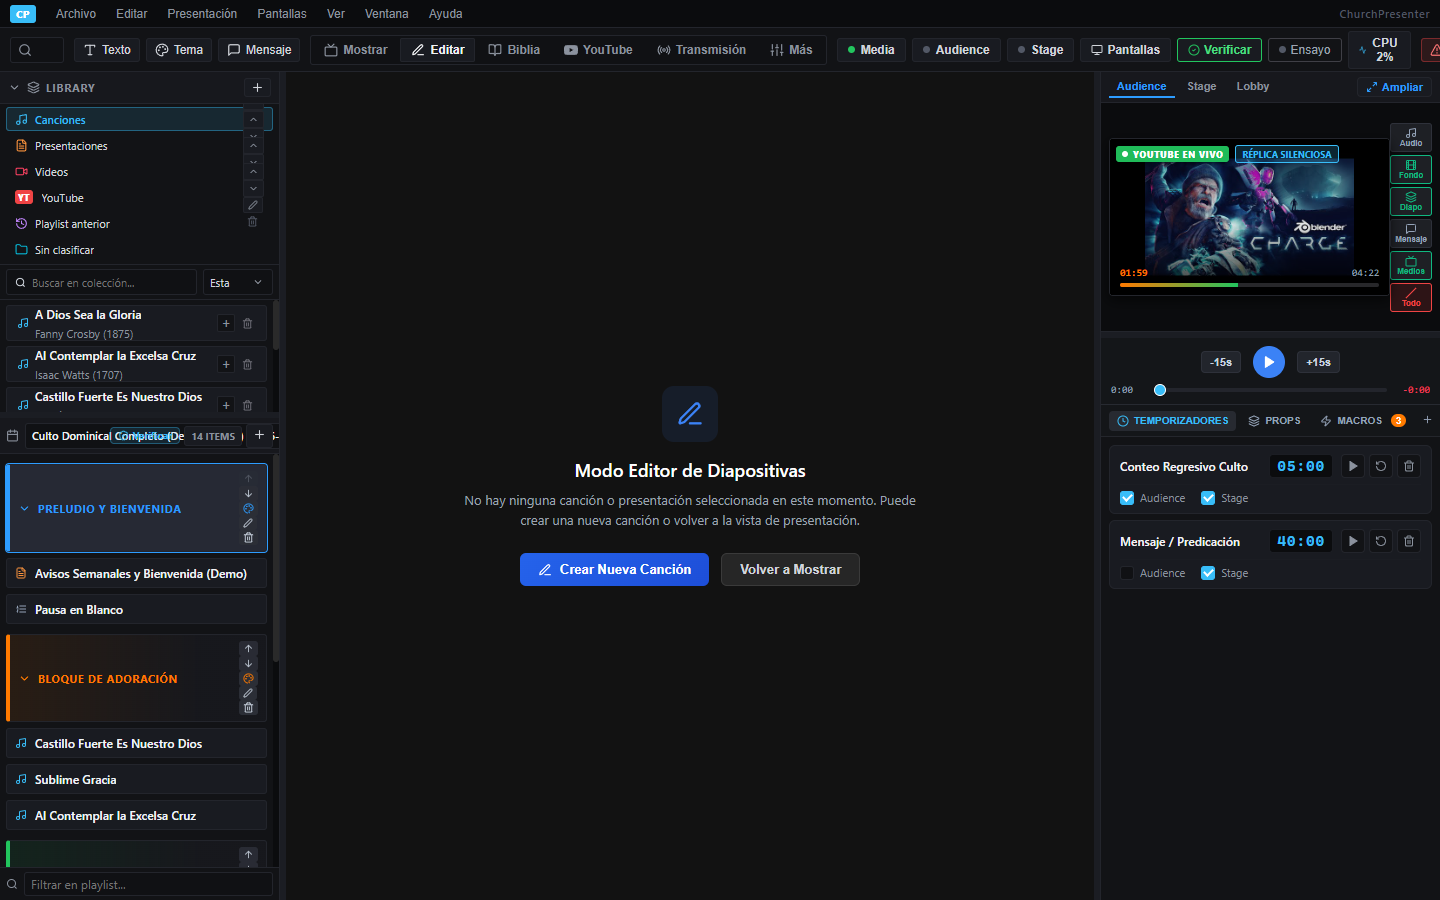 CP Archivo Editar Presentación Pantallas Ver Ventana Ayuda ChurchPresenter
Texto Tema Mensaje Mostrar Editar Biblia YouTube Transmisión Más Media Audience Stage Pantallas Verificar Ensayo CPU 2%
LIBRARY
Canciones
Presentaciones
Videos
YT YouTube
Playlist anterior
Sin clasificar
Buscar en colección... Esta
A Dios Sea la Gloria
Fanny Crosby (1875)
Al Contemplar la Excelsa Cruz
Isaac Watts (1707)
Castillo Fuerte Es Nuestro Dios
Culto Dominical Completo (De 14 ITEMS
PRELUDIO Y BIENVENIDA
Avisos Semanales y Bienvenida (Demo)
Pausa en Blanco
BLOQUE DE ADORACIÓN
Castillo Fuerte Es Nuestro Dios
Sublime Gracia
Al Contemplar la Excelsa Cruz
Filtrar en playlist...
Modo Editor de Diapositivas
No hay ninguna canción o presentación seleccionada en este momento. Puede
crear una nueva canción o volver a la vista de presentación.
Crear Nueva Canción Volver a Mostrar
Audience Stage Lobby Ampliar
YOUTUBE EN VIVO RÉPLICA SILENCIOSA
blender
CHARGE
01:59 04:22
Audio
Fondo
Diapo
Mensaje
Medios
Todo
-15s +15s
0:00 -0:00
TEMPORIZADORES PROPS MACROS 3
Conteo Regresivo Culto 05:00
Audience Stage
Mensaje / Predicación 40:00
Audience Stage